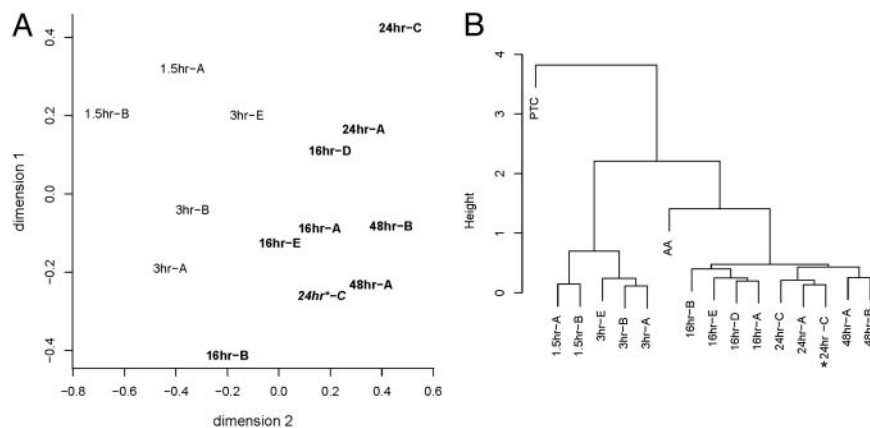 A
0.4
0.2
0.0
−0.2
−0.4
dimension 1
24hr−C
1.5hr−A
1.5hr−B
3hr−E
24hr−A
16hr−D
3hr−B
16hr−A
48hr−B
16hr−E
3hr−A
24hr*−C
48hr−A
16hr−B
−0.8
−0.6
−0.4
−0.2
0.0
0.2
0.4
0.6
dimension 2
B
4
3
2
1
0
Height
PTC
AA
1.5hr−A
1.5hr−B
3hr−E
3hr−B
3hr−A
16hr−B
16hr−E
16hr−D
16hr−A
24hr−C
24hr−A
*24hr −C
48hr−A
48hr−B